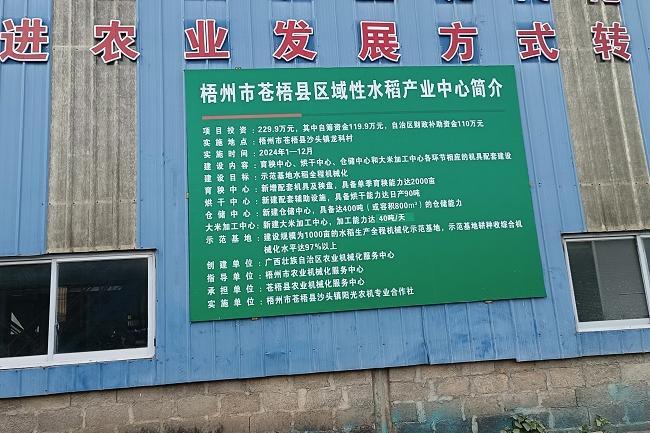 进农业发展方式转
梧州市苍梧县区域性水稻产业中心简介
项目投资：229.9万元，其中自筹资金119.9万元，自治区财政补助资金110万元
实施地点：梧州市苍梧县沙头镇龙科村
实施时间：2024年1—12月
建设内容：育秧中心、烘干中心、仓储中心和大米加工中心各环节相应的机具配套建设
建设目标：示范基地水稻全程机械化
育秧中心：新增配套机具及秧盘，具备单季育秧能力达2000亩
烘干中心：新建配套辅助设施，具备烘干能力达日产90吨
仓储中心：新建仓储中心，具备达400吨（或容积800m³）的仓储能力
大米加工中心：新建大米加工中心，加工能力达 40吨/天
示范基地：建设规模为1000亩的水稻生产全程机械化示范基地，示范基地耕种收综合机
械化水平达97%以上
创建单位：广西壮族自治区农业机械化服务中心
指导单位：梧州市农业机械化服务中心
承担单位：苍梧县农业机械化服务中心
实施单位：梧州市苍梧县沙头镇阳光农机专业合作社